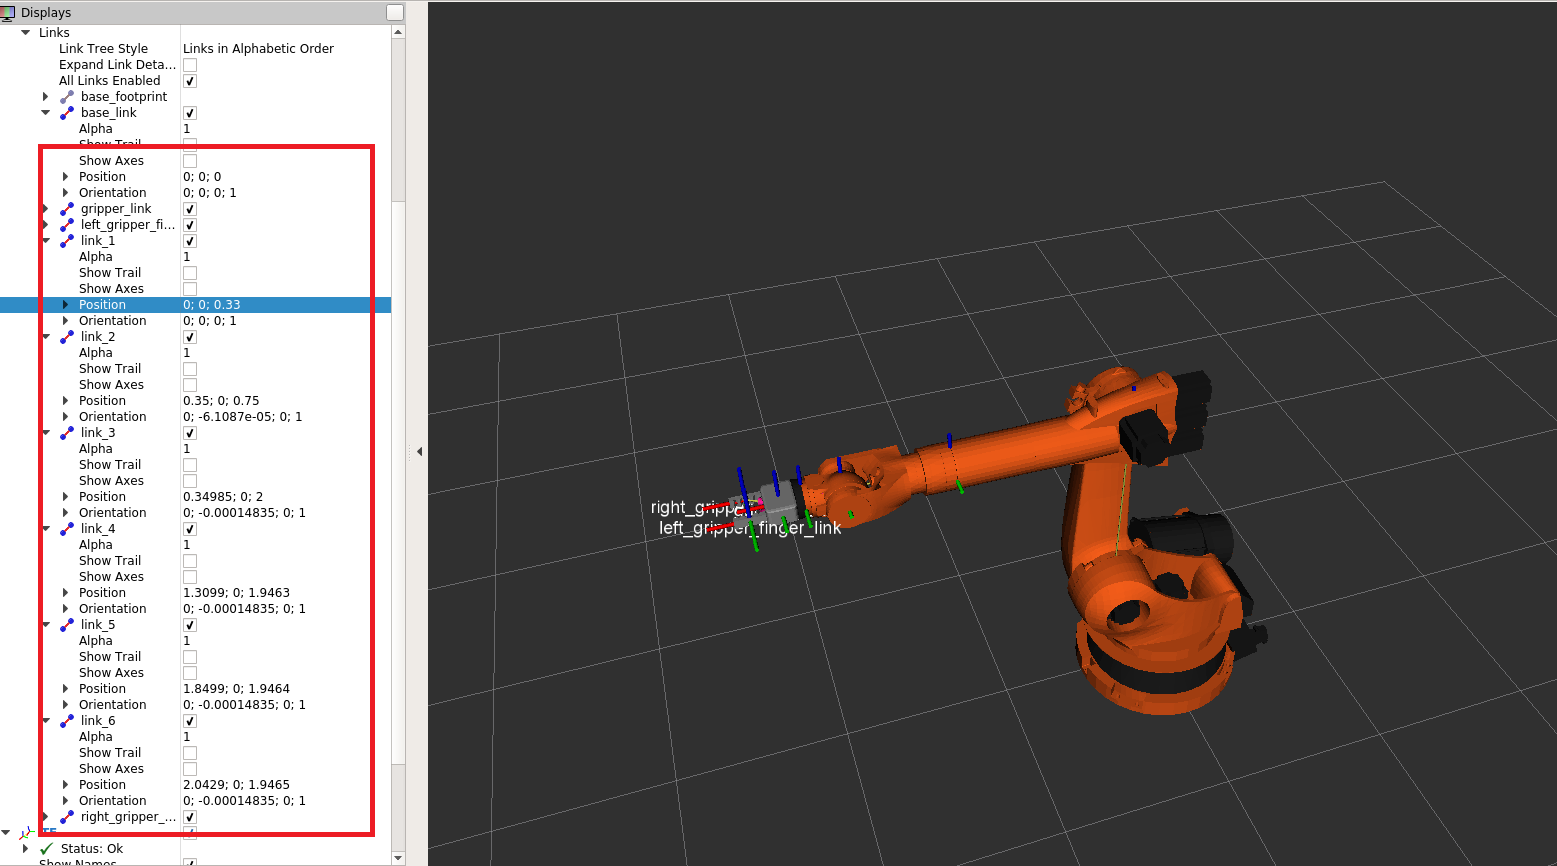 Displays
Links
Link Tree Style Links in Alphabetic Order
Expand Link Deta...
All Links Enabled
base_footprint
base_link
Alpha 1
Show Trail
Show Axes
Position 0; 0; 0
Orientation 0; 0; 0; 1
gripper_link
left_gripper_fi...
link_1
Alpha 1
Show Trail
Show Axes
Position 0; 0; 0.33
Orientation 0; 0; 0; 1
link_2
Alpha 1
Show Trail
Show Axes
Position 0.35; 0; 0.75
Orientation 0; -6.1087e-05; 0; 1
link_3
Alpha 1
Show Trail
Show Axes
Position 0.34985; 0; 2
Orientation 0; -0.00014835; 0; 1
link_4
Alpha 1
Show Trail
Show Axes
Position 1.3099; 0; 1.9463
Orientation 0; -0.00014835; 0; 1
link_5
Alpha 1
Show Trail
Show Axes
Position 1.8499; 0; 1.9464
Orientation 0; -0.00014835; 0; 1
link_6
Alpha 1
Show Trail
Show Axes
Position 2.0429; 0; 1.9465
Orientation 0; -0.00014835; 0; 1
right_gripper_...
TF
Status: Ok
Show Names
left_gripper_finger_link